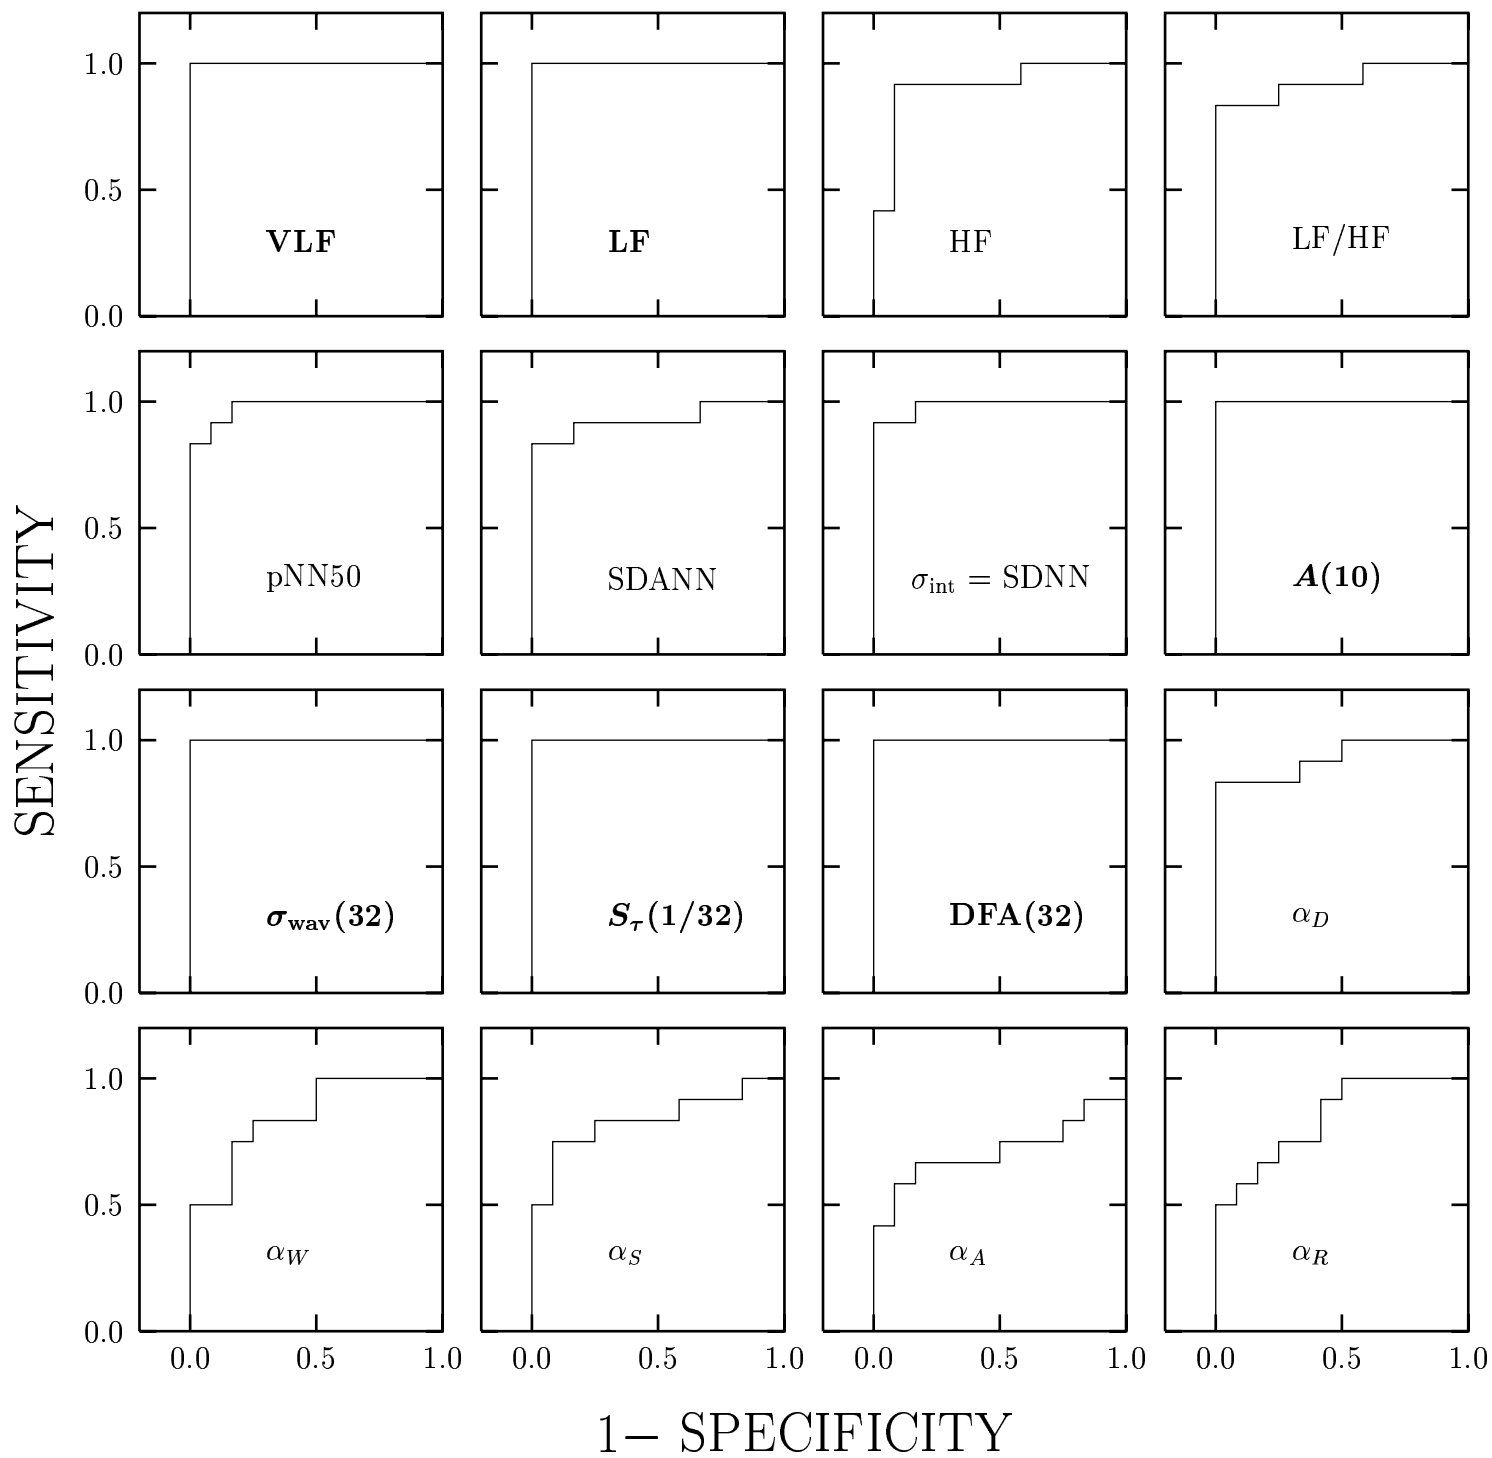 1.0
0.5
0.0
VLF
LF
HF
LF/HF
1.0
0.5
0.0
pNN50
SDANN
σint = SDNN
A(10)
SENSITIVITY
1.0
0.5
0.0
σwav(32)
Sτ(1/32)
DFA(32)
αD
1.0
0.5
0.0
αW
αS
αA
αR
0.0 0.5 1.0 0.0 0.5 1.0 0.0 0.5 1.0 0.0 0.5 1.0
1− SPECIFICITY